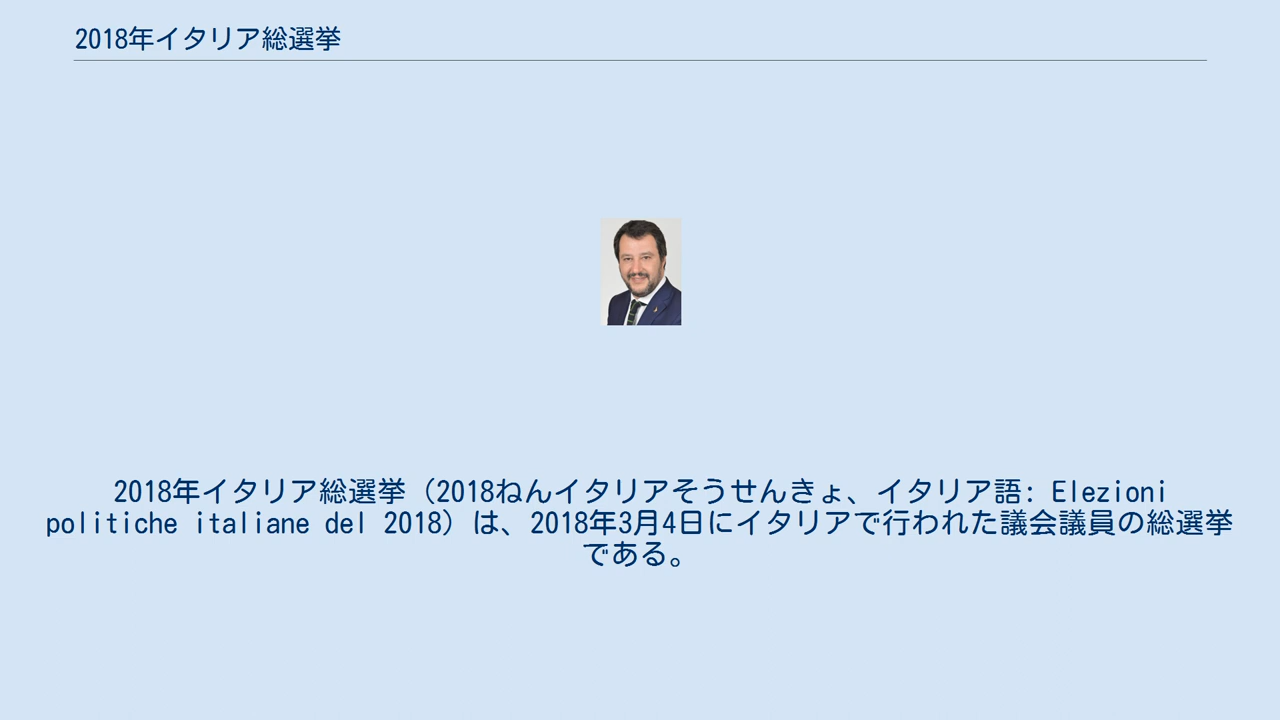 2018年イタリア総選挙
2018年イタリア総選挙（2018ねんイタリアそうせんきょ、イタリア語: Elezioni
politiche italiane del 2018）は、2018年3月4日にイタリアで行われた議会議員の総選挙
である。